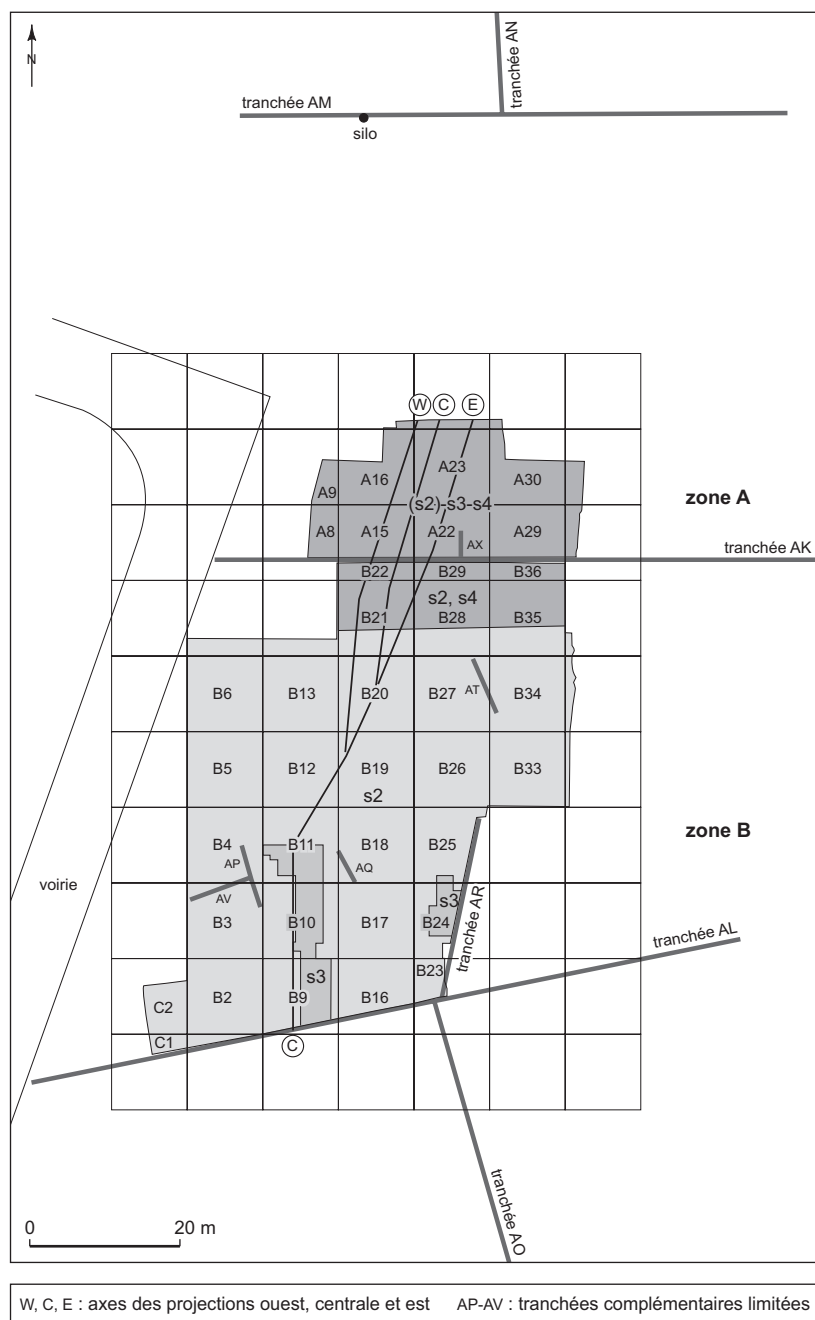 N
tranchée AN
tranchée AM
silo
W C E
A16 A23 A30
A9
(s2)-s3-s4
zone A
A8 A15 A22 A29
AX
tranchée AK
B22 B29 B36
s2, s4
B21 B28 B35
B6 B13 B20 B27 AT B34
B5 B12 B19 B26 B33
s2
zone B
B4 B11 B18 B25
AP AQ
voirie
AV
s3
tranchée AR
B3 B10 B17 B24
tranchée AL
s3
B23
C2 B2 B9 B16
C1
C
tranchée AO
0 20 m
W, C, E : axes des projections ouest, centrale et est AP-AV : tranchées complémentaires limitées